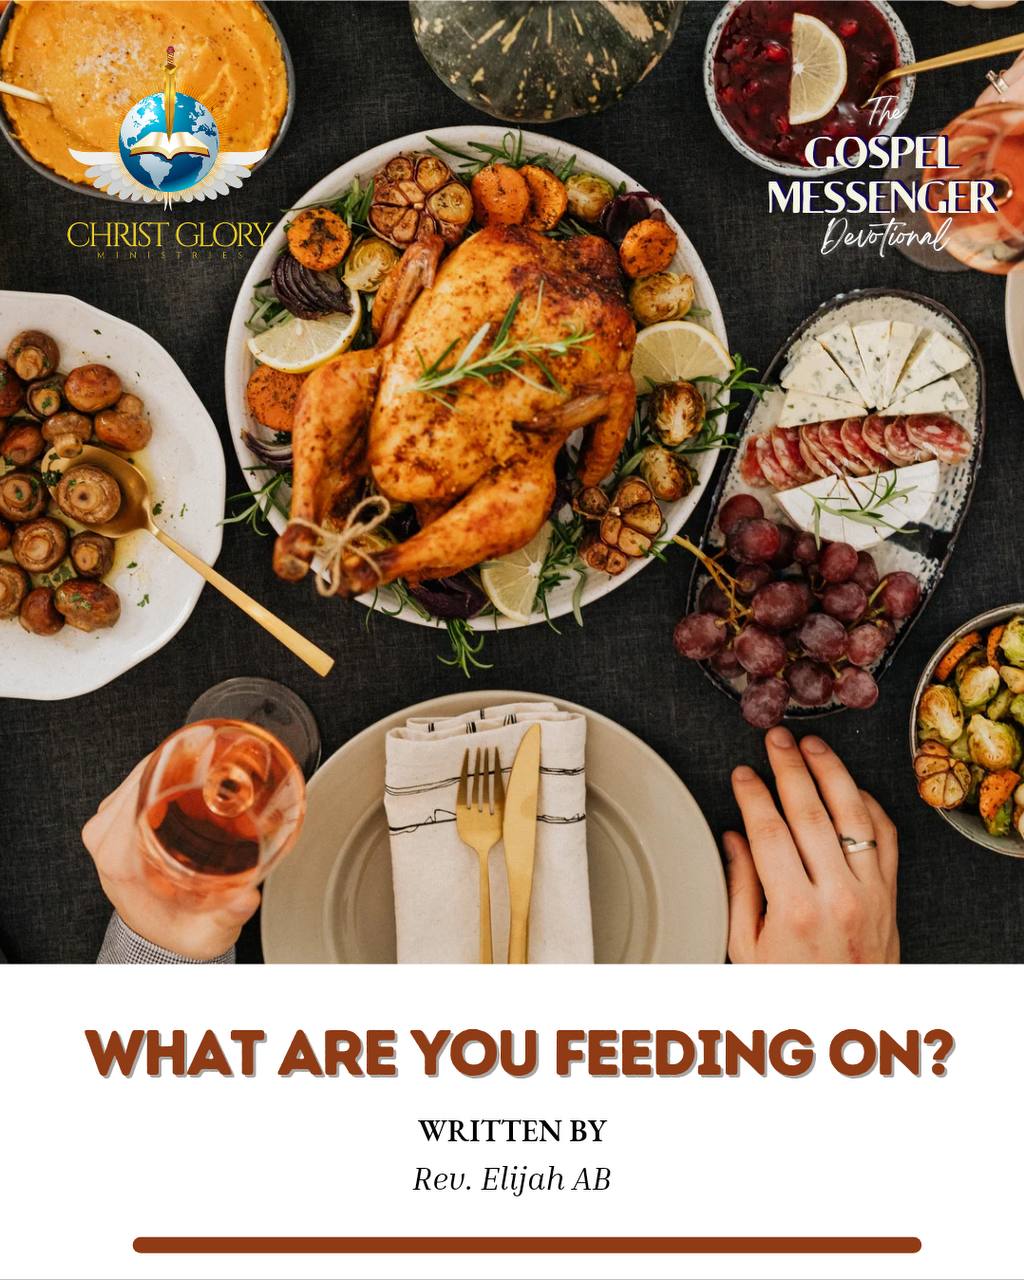 CHRIST GLORY
MINISTRIES
The
GOSPEL
MESSENGER
Devotional
WHAT ARE YOU FEEDING ON?
WRITTEN BY
Rev. Elijah AB